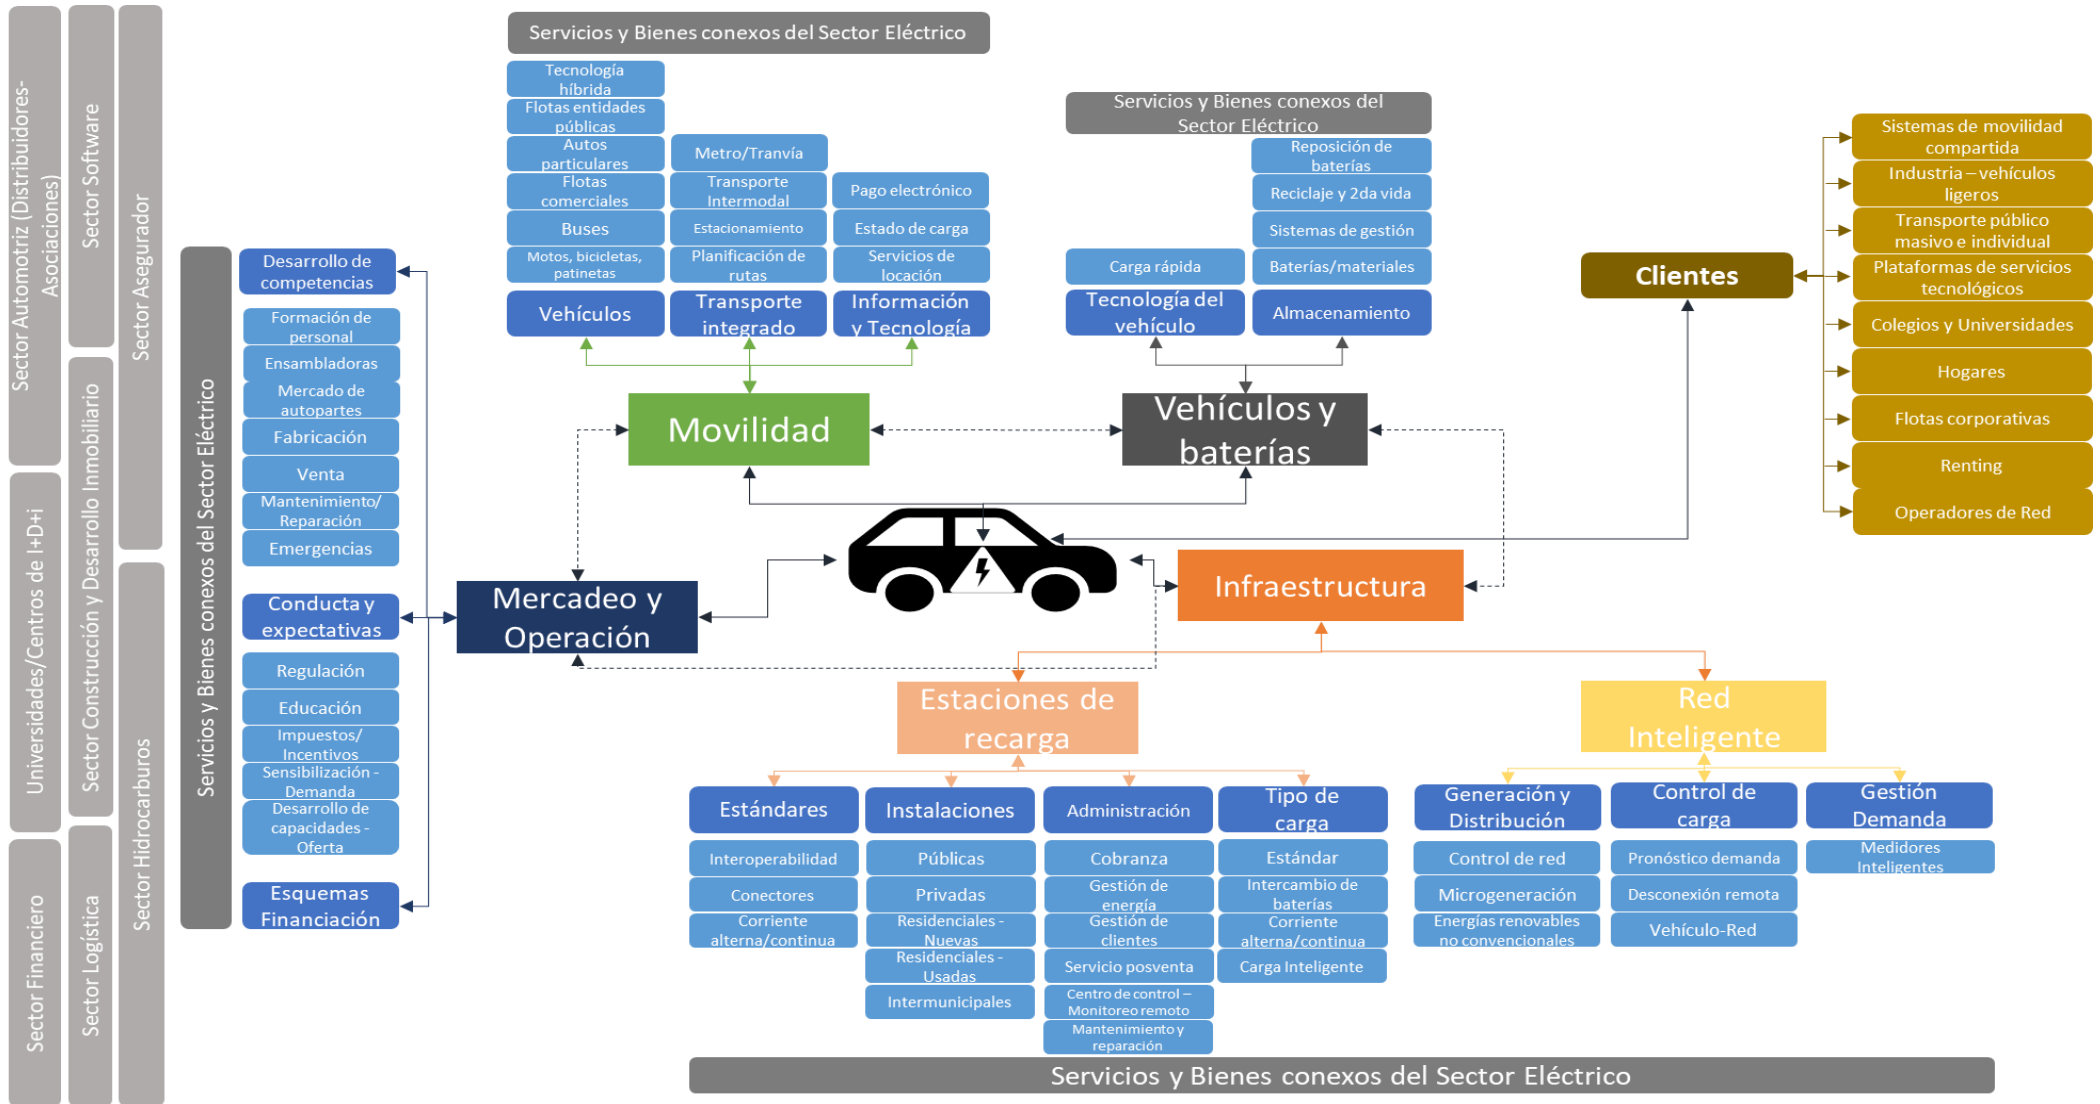 Sector Automotriz (Distribuidores-
Asociaciones)
Universidades/Centros de I+D+i
Sector Financiero
Sector Software
Sector Construcción y Desarrollo Inmobiliario
Sector Logística
Sector Asegurador
Sector Hidrocarburos
Servicios y Bienes conexos del Sector Eléctrico
Desarrollo de
competencias
Formación de
personal
Ensambladoras
Mercado de
autopartes
Fabricación
Venta
Mantenimiento/
Reparación
Emergencias
Conducta y
expectativas
Regulación
Educación
Impuestos/
Incentivos
Sensibilización -
Demanda
Desarrollo de
capacidades -
Oferta
Esquemas
Financiación
Mercadeo y
Operación
Servicios y Bienes conexos del Sector Eléctrico
Tecnología
híbrida
Flotas entidades
públicas
Autos
particulares
Flotas
comerciales
Buses
Motos, bicicletas,
patinetas
Vehículos
Metro/Tranvía
Transporte
Intermodal
Estacionamiento
Planificación de
rutas
Transporte
integrado
Pago electrónico
Estado de carga
Servicios de
locación
Información
y Tecnología
Movilidad
Servicios y Bienes conexos del
Sector Eléctrico
Carga rápida
Tecnología del
vehículo
Reposición de
baterías
Reciclaje y 2da vida
Sistemas de gestión
Baterías/materiales
Almacenamiento
Vehículos y
baterías
Clientes
Sistemas de movilidad
compartida
Industria – vehículos
ligeros
Transporte público
masivo e individual
Plataformas de servicios
tecnológicos
Colegios y Universidades
Hogares
Flotas corporativas
Renting
Operadores de Red
Infraestructura
Estaciones de
recarga
Estándares
Interoperabilidad
Conectores
Corriente
alterna/continua
Instalaciones
Públicas
Privadas
Residenciales -
Nuevas
Residenciales -
Usadas
Intermunicipales
Administración
Cobranza
Gestión de
energía
Gestión de
clientes
Servicio posventa
Centro de control –
Monitoreo remoto
Mantenimiento y
reparación
Tipo de
carga
Estándar
Intercambio de
baterías
Corriente
alterna/continua
Carga Inteligente
Red
Inteligente
Generación y
Distribución
Control de red
Microgeneración
Energías renovables
no convencionales
Control de
carga
Pronóstico demanda
Desconexión remota
Vehículo-Red
Gestión
Demanda
Medidores
Inteligentes
Servicios y Bienes conexos del Sector Eléctrico